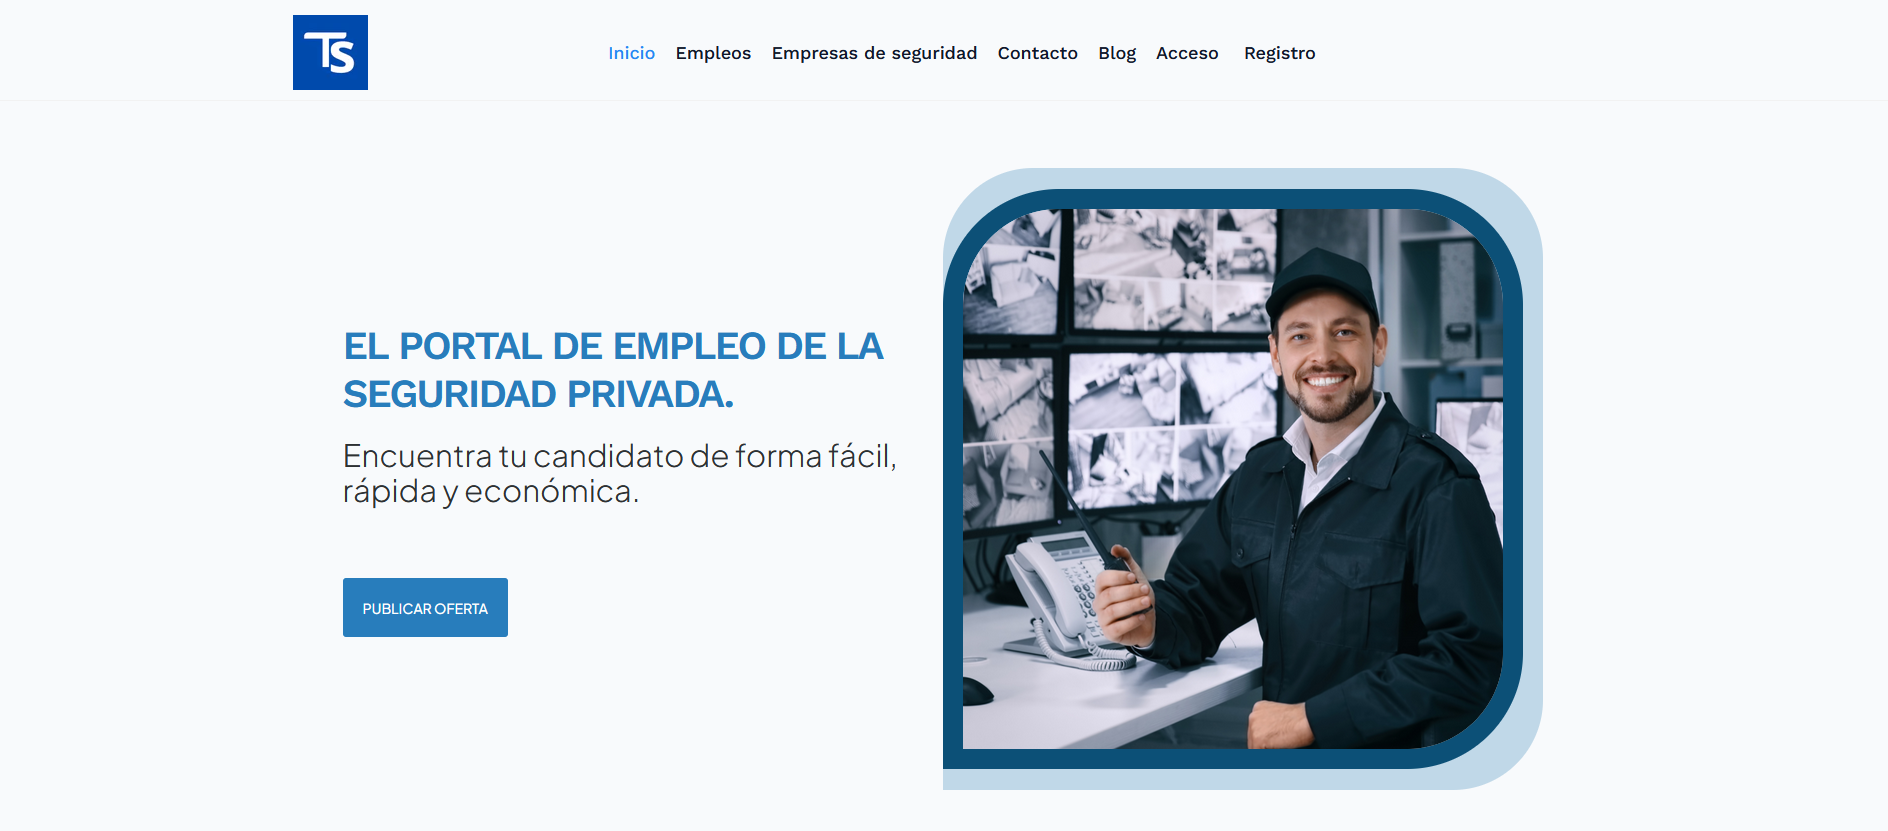 TS
Inicio Empleos Empresas de seguridad Contacto Blog Acceso Registro
EL PORTAL DE EMPLEO DE LA
SEGURIDAD PRIVADA.
Encuentra tu candidato de forma fácil,
rápida y económica.
PUBLICAR OFERTA